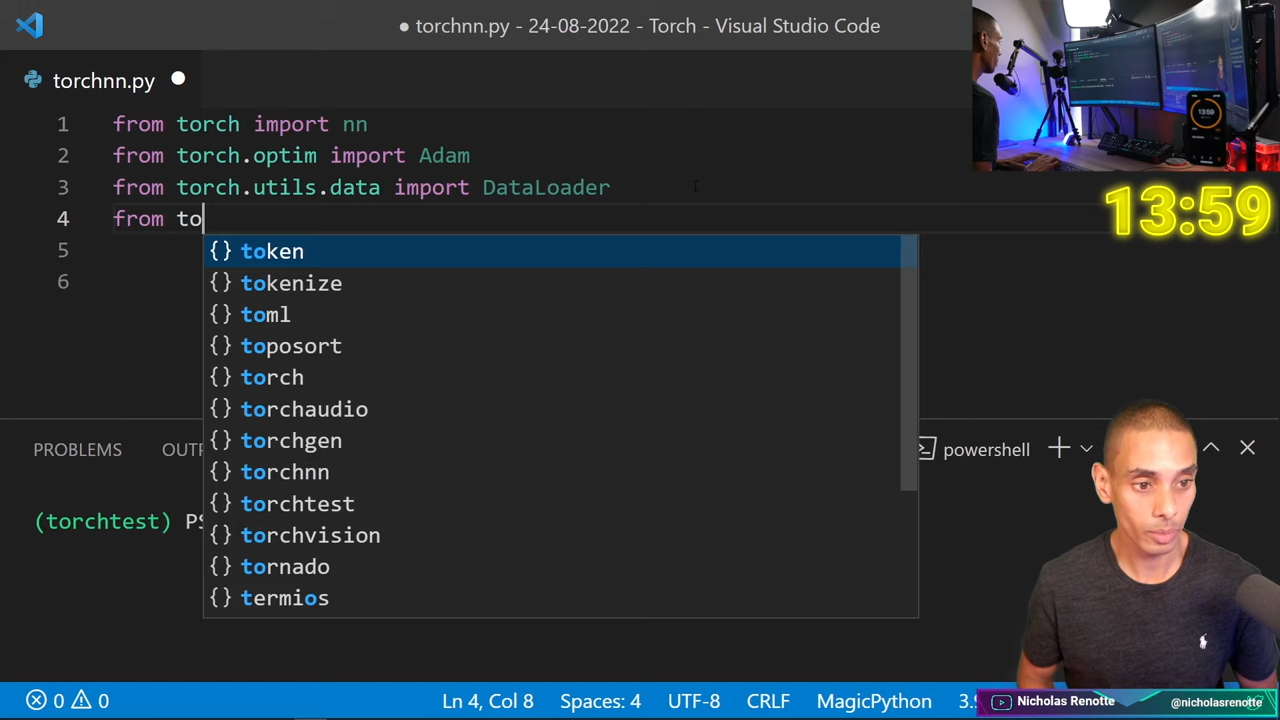 torchnn.py - 24-08-2022 - Torch - Visual Studio Code
torchnn.py
1 from torch import nn
2 from torch.optim import Adam
3 from torch.utils.data import DataLoader
13:59
4 from to
5 {} token
6 {} tokenize
{} toml
{} toposort
{} torch
{} torchaudio
{} torchgen
{} torchnn
{} torchtest
{} torchvision
{} tornado
{} termios
PROBLEMS OUTP powershell
(torchtest) PS
0 0 Ln 4, Col 8 Spaces: 4 UTF-8 CRLF MagicPython 3.9
Nicholas Renotte @nicholasrenotte